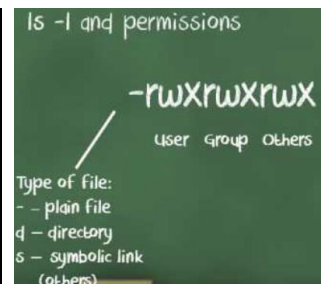 ls -l and permissions
-rwxrwxrwx
User Group Others
Type of file:
- – plain file
d – directory
s – symbolic link
(others)